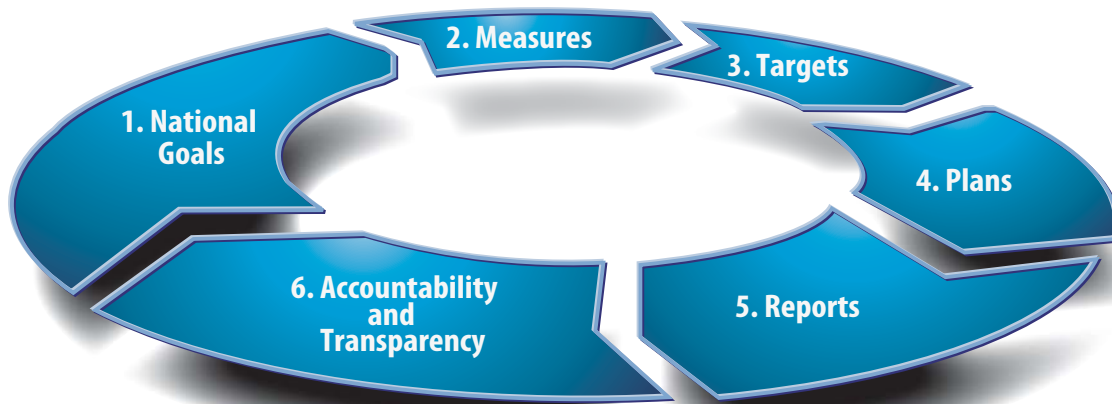 1. National
Goals
2. Measures
3. Targets
4. Plans
5. Reports
6. Accountability
and
Transparency